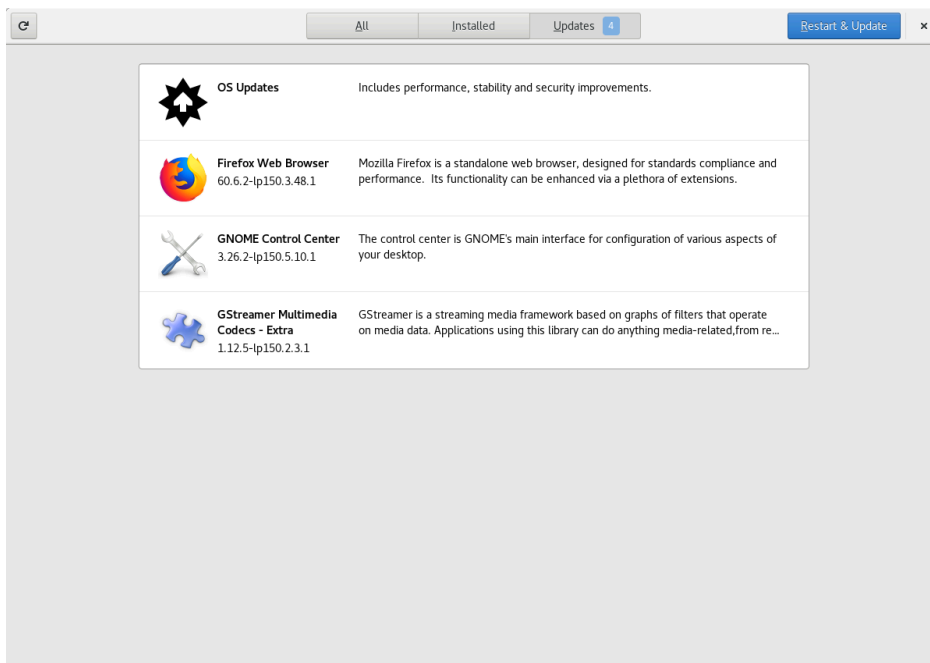 All
Installed
Updates 4
Restart & Update
OS Updates
Includes performance, stability and security improvements.
Firefox Web Browser
60.6.2-lp150.3.48.1
Mozilla Firefox is a standalone web browser, designed for standards compliance and
performance.  Its functionality can be enhanced via a plethora of extensions.
GNOME Control Center
3.26.2-lp150.5.10.1
The control center is GNOME's main interface for configuration of various aspects of
your desktop.
GStreamer Multimedia
Codecs - Extra
1.12.5-lp150.2.3.1
GStreamer is a streaming media framework based on graphs of filters that operate
on media data. Applications using this library can do anything media-related,from re...